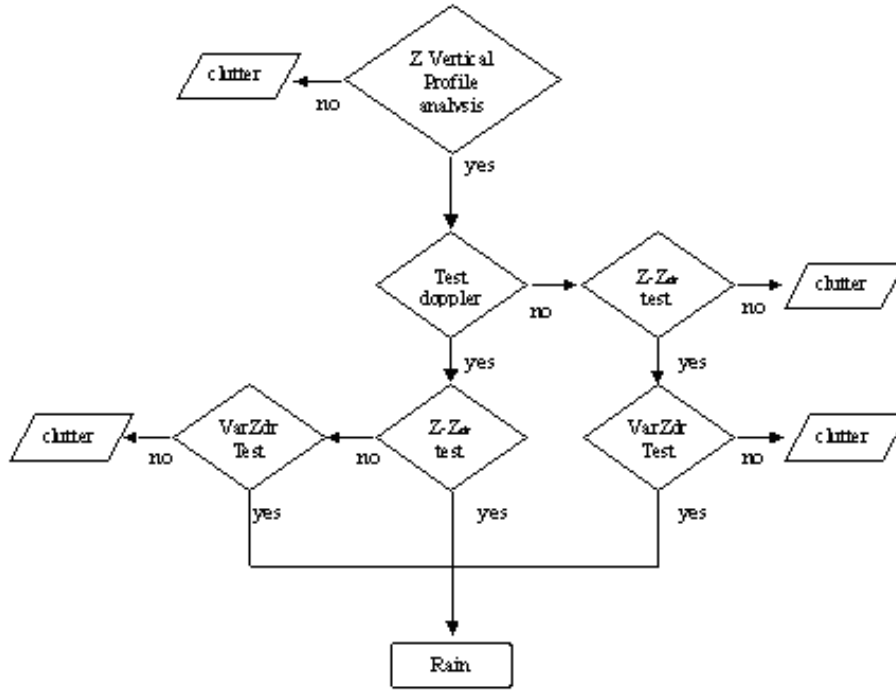 Z Vertical
Profile
analysis
clutter
no
yes
Test
doppler
no
Z-Zdr
test
no
clutter
yes
yes
clutter
no
VarZdr
Test
no
Z-Zdr
test
VarZdr
Test
no
clutter
yes
yes
yes
Rain